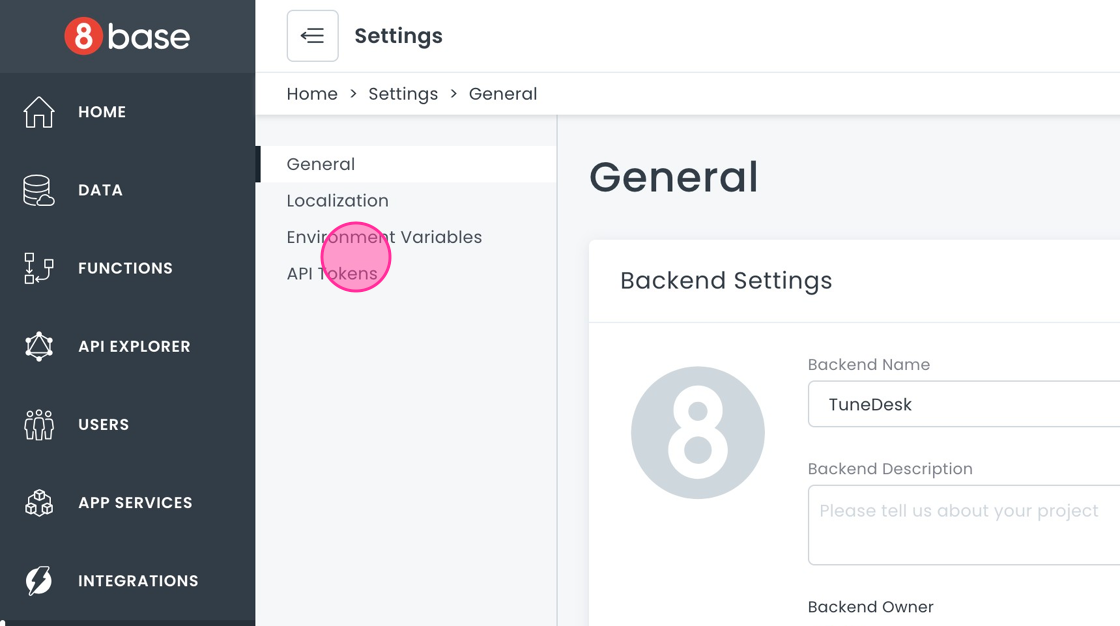 8base
HOME
DATA
FUNCTIONS
API EXPLORER
USERS
APP SERVICES
INTEGRATIONS
Settings
Home > Settings > General
General
Localization
Environment Variables
API Tokens
General
Backend Settings
8
Backend Name
TuneDesk
Backend Description
Please tell us about your project
Backend Owner